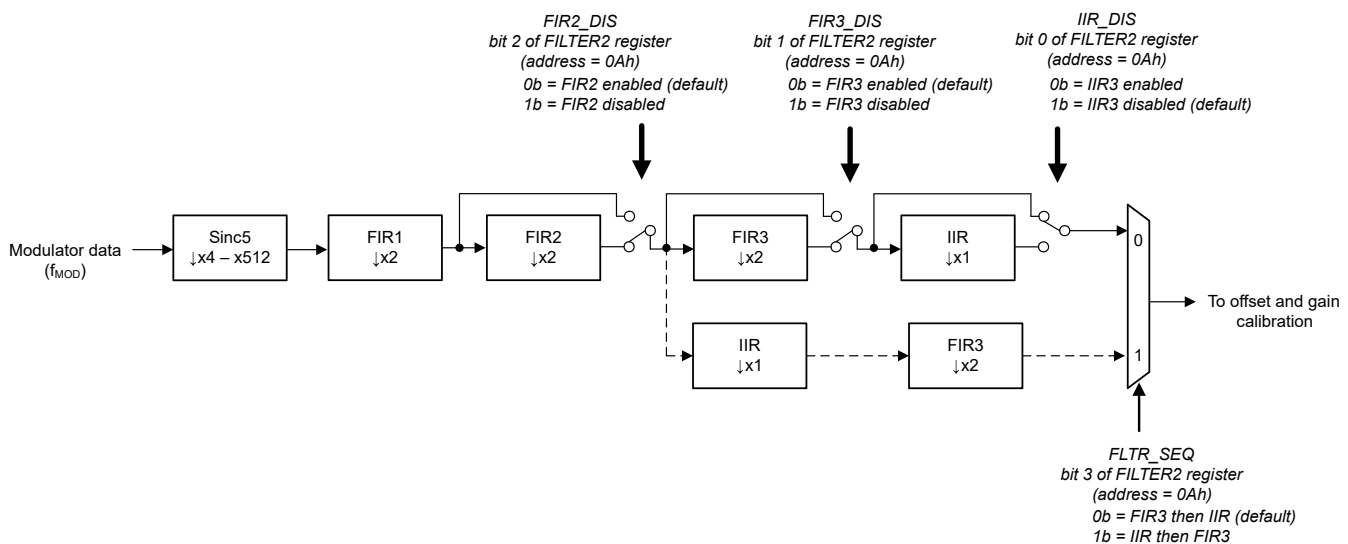 FIR2_DIS
bit 2 of FILTER2 register
(address = 0Ah)
0b = FIR2 enabled (default)
1b = FIR2 disabled
FIR3_DIS
bit 1 of FILTER2 register
(address = 0Ah)
0b = FIR3 enabled (default)
1b = FIR3 disabled
IIR_DIS
bit 0 of FILTER2 register
(address = 0Ah)
0b = IIR3 enabled
1b = IIR3 disabled (default)
Modulator data
(fMOD)
Sinc5
↓x4 – x512
FIR1
↓x2
FIR2
↓x2
FIR3
↓x2
IIR
↓x1
0
IIR
↓x1
FIR3
↓x2
1
To offset and gain
calibration
FLTR_SEQ
bit 3 of FILTER2 register
(address = 0Ah)
0b = FIR3 then IIR (default)
1b = IIR then FIR3